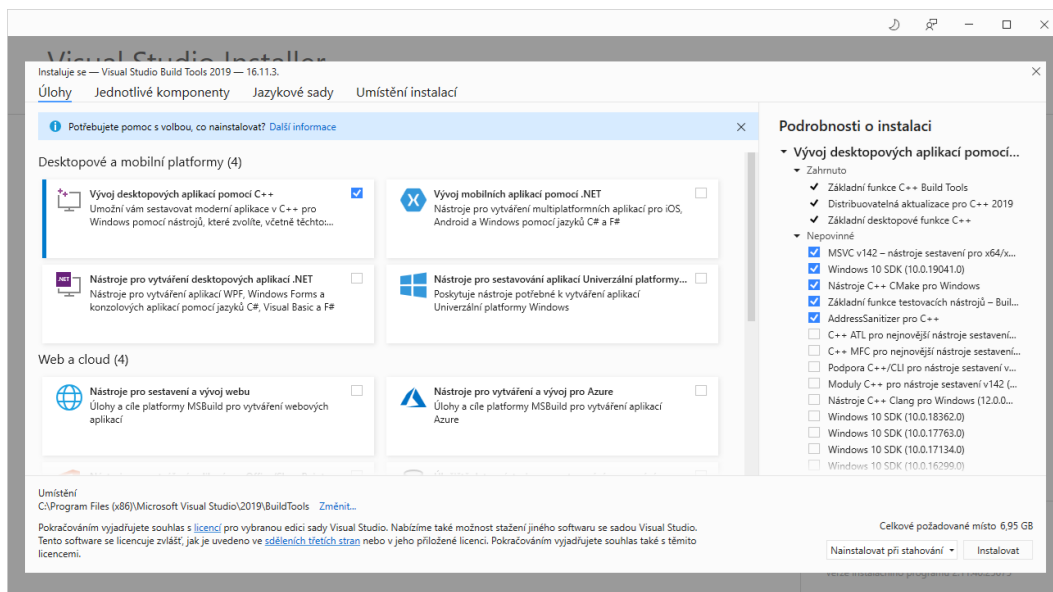 Visual Studio Installer
Instaluje se — Visual Studio Build Tools 2019 — 16.11.3.
Úlohy Jednotlivé komponenty Jazykové sady Umístění instalací
Potřebujete pomoc s volbou, co nainstalovat? Další informace
Desktopové a mobilní platformy (4)
Vývoj desktopových aplikací pomocí C++
Umožní vám sestavovat moderní aplikace v C++ pro
Windows pomocí nástrojů, které zvolíte, včetně těchto:...
Vývoj mobilních aplikací pomocí .NET
Nástroje pro vytváření multiplatformních aplikací pro iOS,
Android a Windows pomocí jazyků C# a F#
.NET
Nástroje pro vytváření desktopových aplikací .NET
Nástroje pro vytváření aplikací WPF, Windows Forms a
konzolových aplikací pomocí jazyků C#, Visual Basic a F#
Nástroje pro sestavování aplikací Univerzální platformy...
Poskytuje nástroje potřebné k vytváření aplikací
Univerzální platformy Windows
Web a cloud (4)
Nástroje pro sestavení a vývoj webu
Úlohy a cíle platformy MSBuild pro vytváření webových
aplikací
Nástroje pro vytváření a vývoj pro Azure
Úlohy a cíle platformy MSBuild pro vytváření aplikací
Azure
Umístění
C:\Program Files (x86)\Microsoft Visual Studio\2019\BuildTools Změnit...
Pokračováním vyjadřujete souhlas s licencí pro vybranou edici sady Visual Studio. Nabízíme také možnost stažení jiného softwaru se sadou Visual Studio.
Tento software se licencuje zvlášť, jak je uvedeno ve sděleních třetích stran nebo v jeho přiložené licenci. Pokračováním vyjadřujete souhlas také s těmito
licencemi.
Podrobnosti o instalaci
Vývoj desktopových aplikací pomocí...
Zahrnuto
Základní funkce C++ Build Tools
Distribuovatelná aktualizace pro C++ 2019
Základní desktopové funkce C++
Nepovinné
MSVC v142 – nástroje sestavení pro x64/x...
Windows 10 SDK (10.0.19041.0)
Nástroje C++ CMake pro Windows
Základní funkce testovacích nástrojů – Buil...
AddressSanitizer pro C++
C++ ATL pro nejnovější nástroje sestavení...
C++ MFC pro nejnovější nástroje sestavení...
Podpora C++/CLI pro nástroje sestavení v...
Moduly C++ pro nástroje sestavení v142 (...
Nástroje C++ Clang pro Windows (12.0.0...
Windows 10 SDK (10.0.18362.0)
Windows 10 SDK (10.0.17763.0)
Windows 10 SDK (10.0.17134.0)
Windows 10 SDK (10.0.16299.0)
Celkové požadované místo 6,95 GB
Nainstalovat při stahování Instalovat